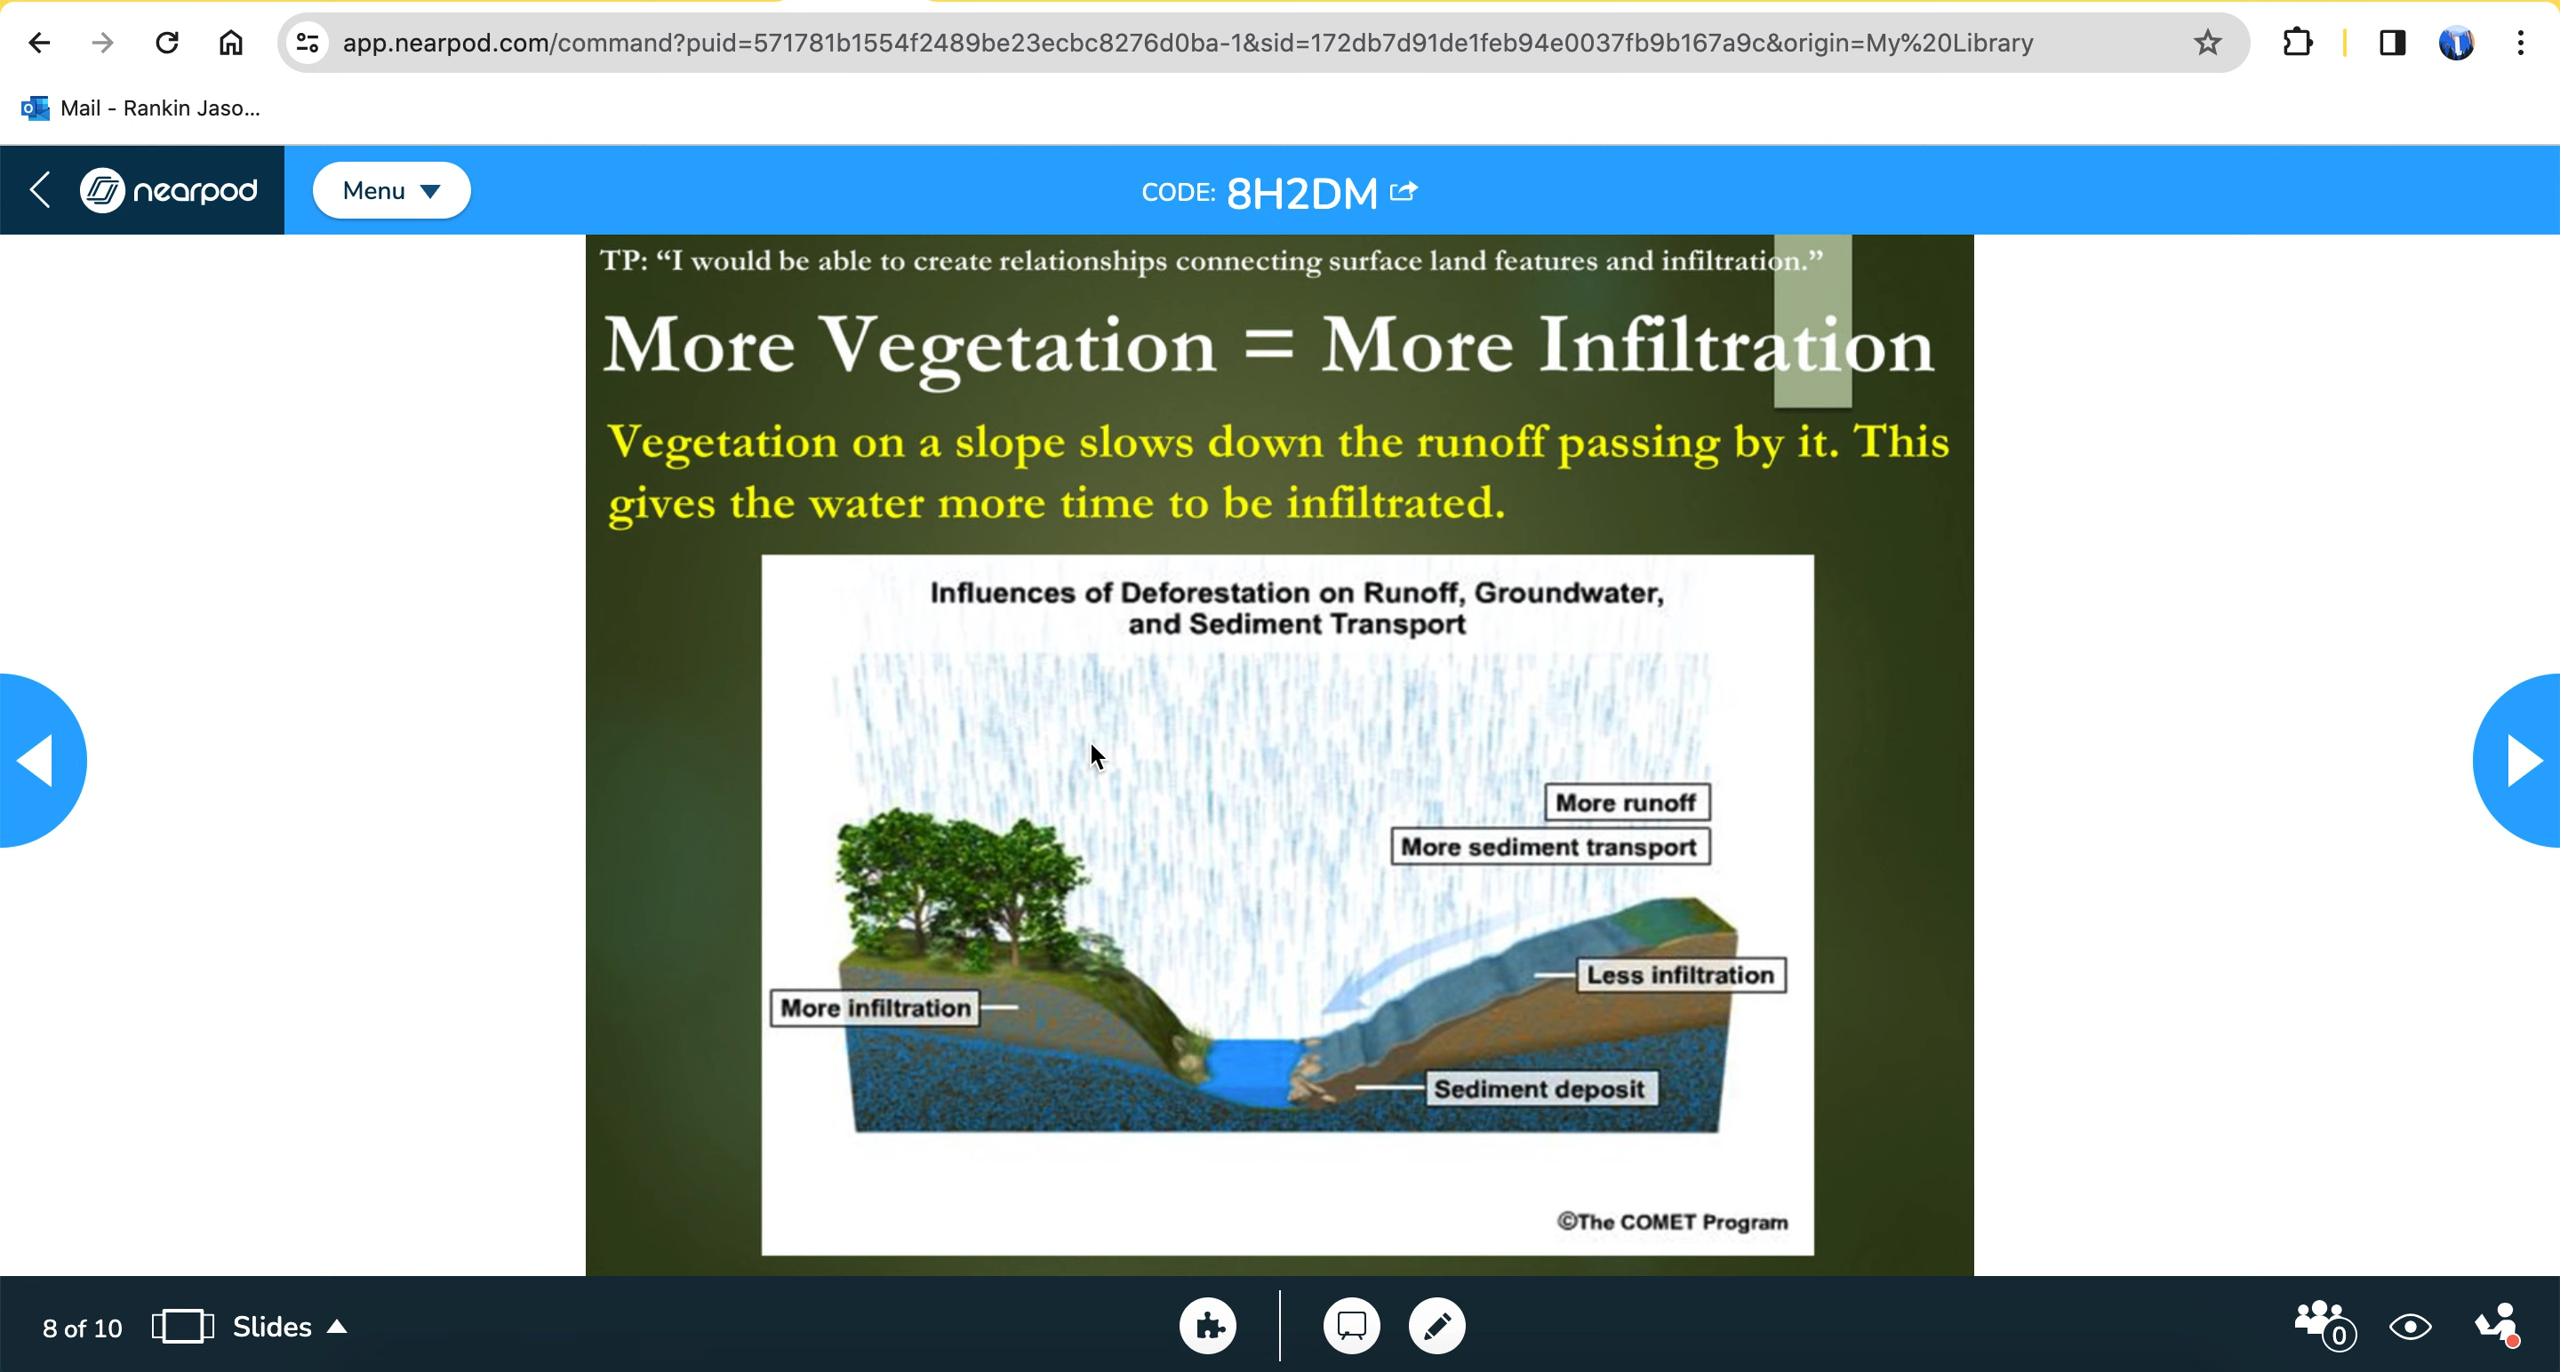 app.nearpod.com/command?puid=571781b1554f2489be23ecbc8276d0ba-1&sid=172db7d91de1feb94e0037fb9b167a9c&origin=My%20Library
Mail - Rankin Jaso...
nearpod
Menu
CODE: 8H2DM
TP: “I would be able to create relationships connecting surface land features and infiltration.”
More Vegetation = More Infiltration
Vegetation on a slope slows down the runoff passing by it. This
gives the water more time to be infiltrated.
Influences of Deforestation on Runoff, Groundwater,
and Sediment Transport
More runoff
More sediment transport
Less infiltration
More infiltration
Sediment deposit
©The COMET Program
8 of 10
Slides
0